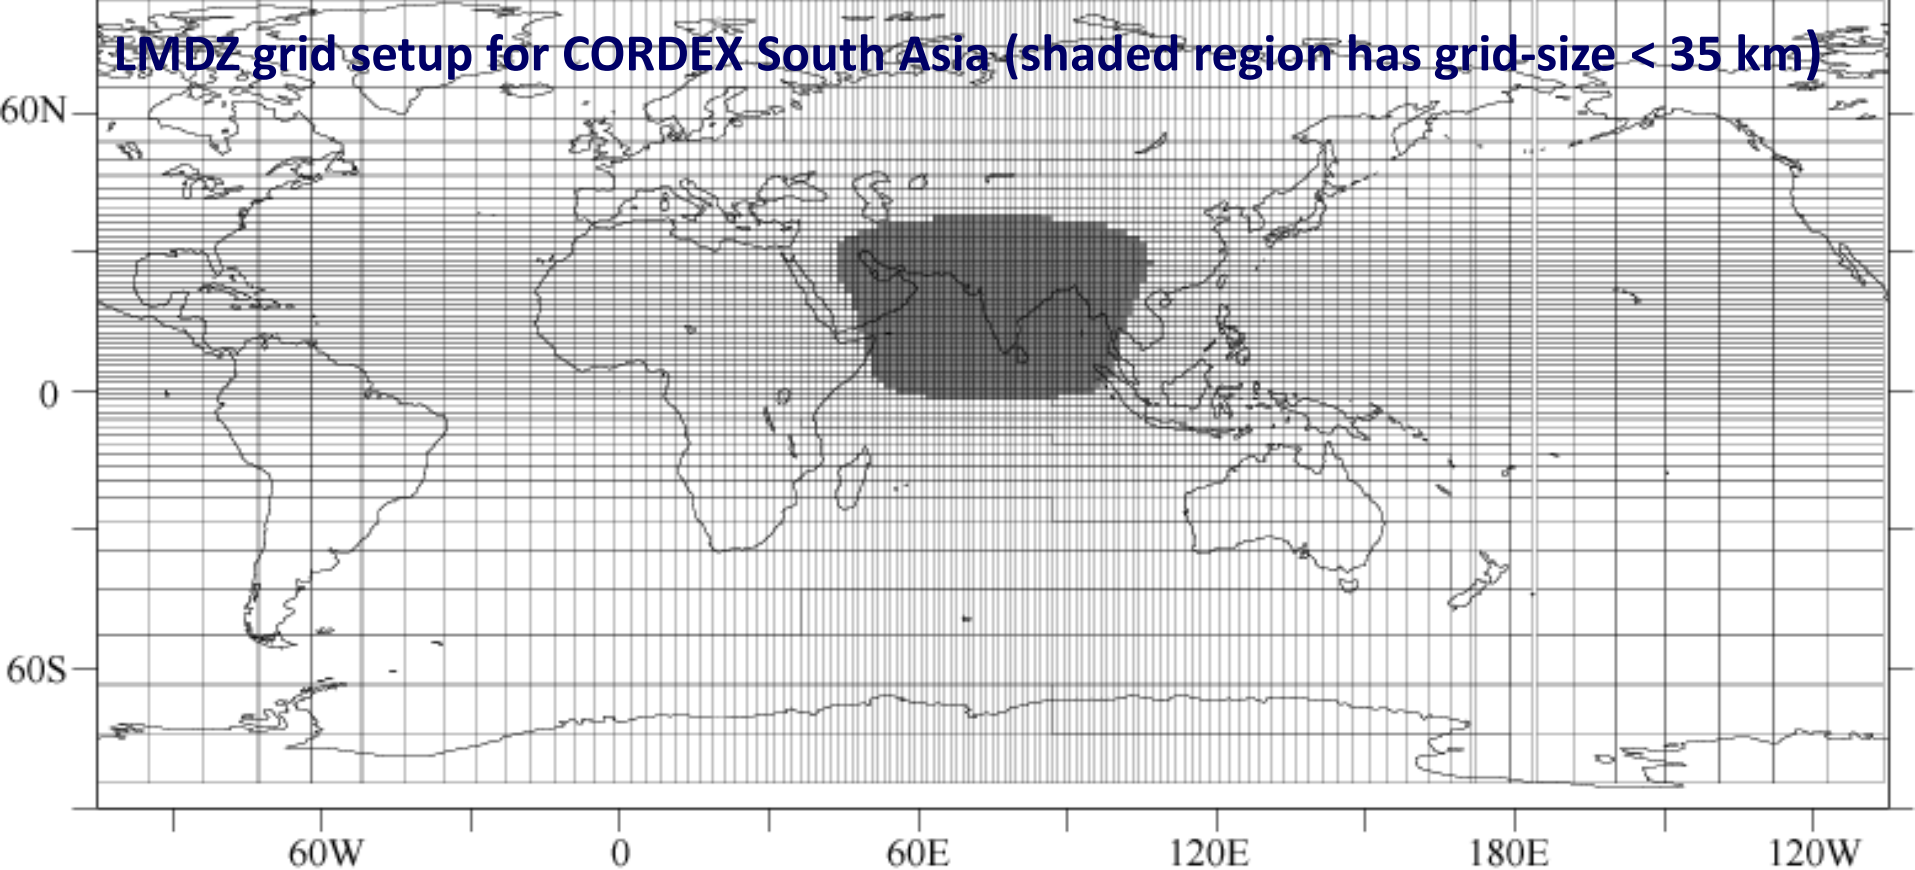 LMDZ grid setup for CORDEX South Asia (shaded region has grid-size < 35 km)
60N
0
60S
60W 0 60E 120E 180E 120W